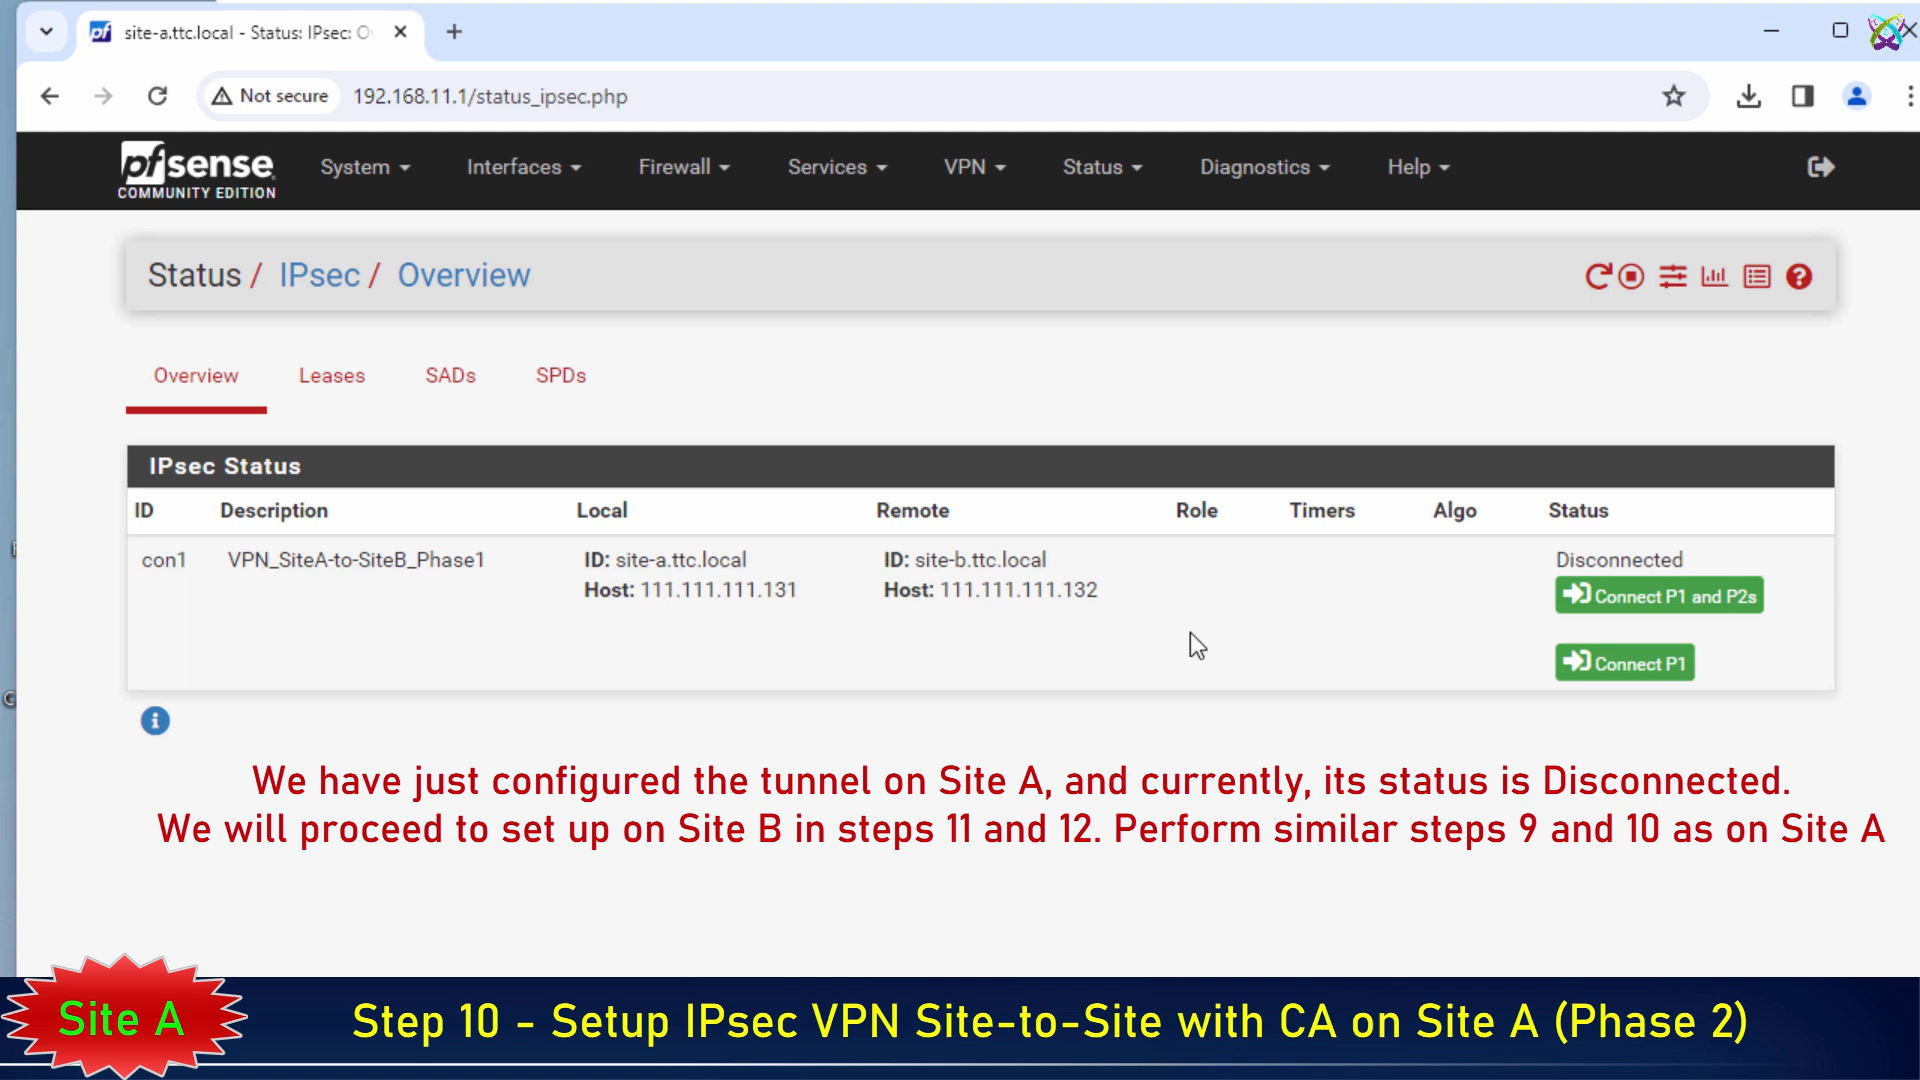 site-a.ttc.local - Status: IPsec: O
Not secure 192.168.11.1/status_ipsec.php
pfsense COMMUNITY EDITION
System Interfaces Firewall Services VPN Status Diagnostics Help
Status / IPsec / Overview
Overview Leases SADs SPDs
IPsec Status
ID Description Local Remote Role Timers Algo Status
con1 VPN_SiteA-to-SiteB_Phase1 ID: site-a.ttc.local ID: site-b.ttc.local Disconnected
Host: 111.111.111.131 Host: 111.111.111.132 Connect P1 and P2s
Connect P1
We have just configured the tunnel on Site A, and currently, its status is Disconnected.
We will proceed to set up on Site B in steps 11 and 12. Perform similar steps 9 and 10 as on Site A
Site A Step 10 - Setup IPsec VPN Site-to-Site with CA on Site A (Phase 2)